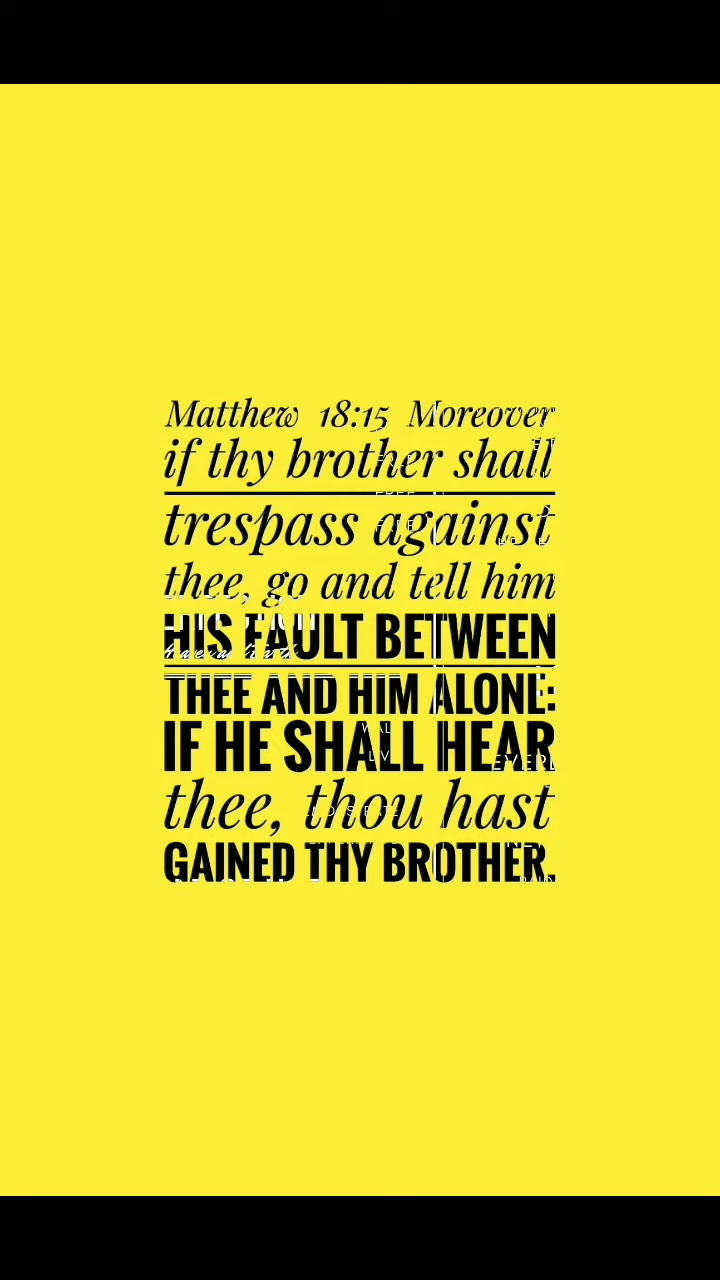 Matthew 18:15 Moreover
if thy brother shall
trespass against
thee, go and tell him
HIS FAULT BETWEEN
THEE AND HIM ALONE:
IF HE SHALL HEAR
thee, thou hast
GAINED THY BROTHER.